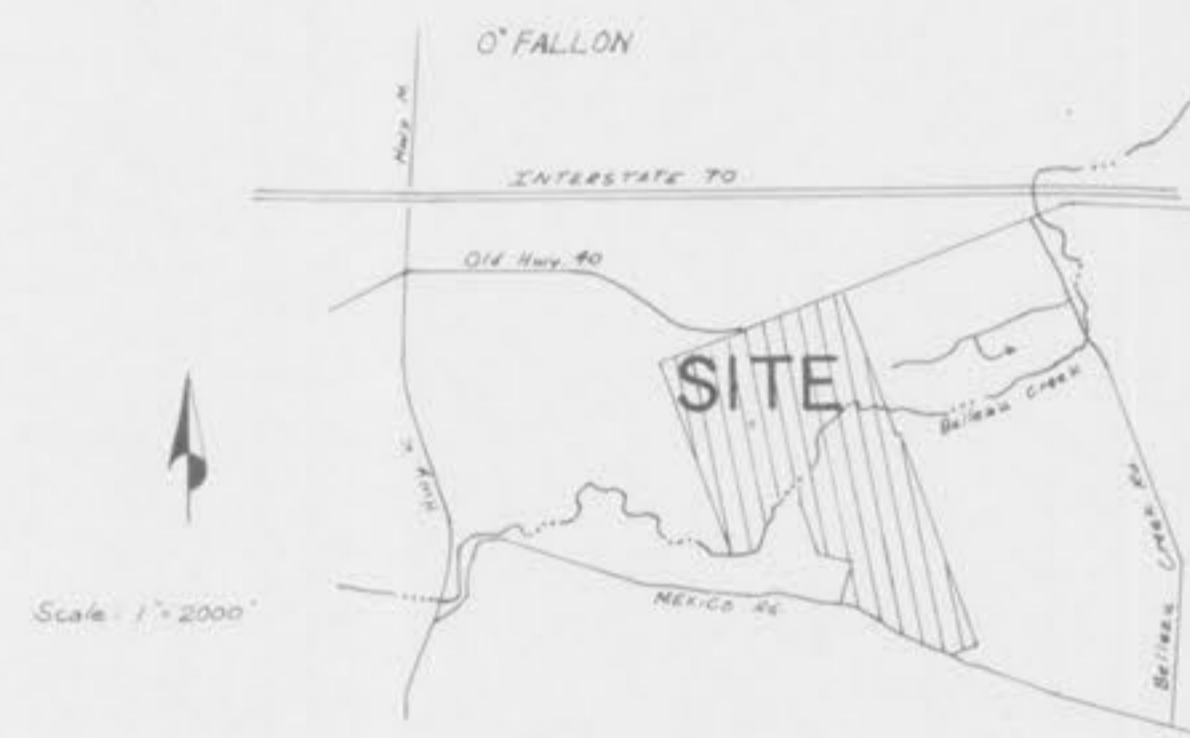 O'FALLON
Hwy M
INTERSTATE 70
Old Hwy 40
SITE
Belleau Creek
Hwy K
Scale: 1"=2000'
MEXICO Rd.
Belleau Creek Rd